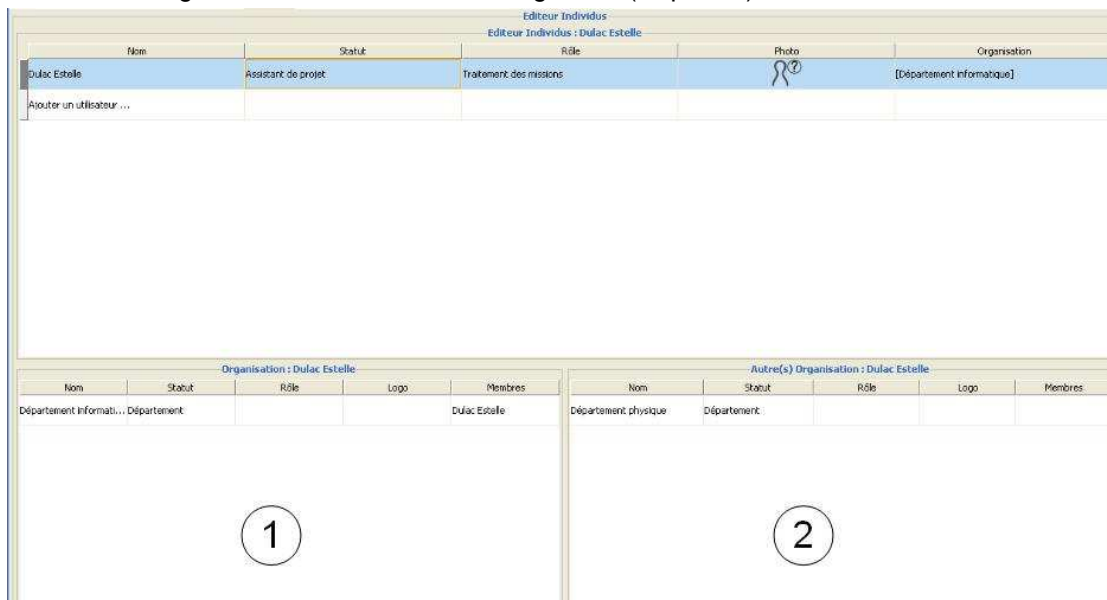 Editeur Individus
Editeur Individus : Dulac Estelle
Nom Statut Rôle Photo Organisation
Dulac Estelle Assistant de projet Traitement des missions ? [Département informatique]
Ajouter un utilisateur ...
Organisation : Dulac Estelle Autre(s) Organisation : Dulac Estelle
Nom Statut Rôle Logo Membres Nom Statut Rôle Logo Membres
Département informati... Département Dulac Estelle Département physique Département
1 2